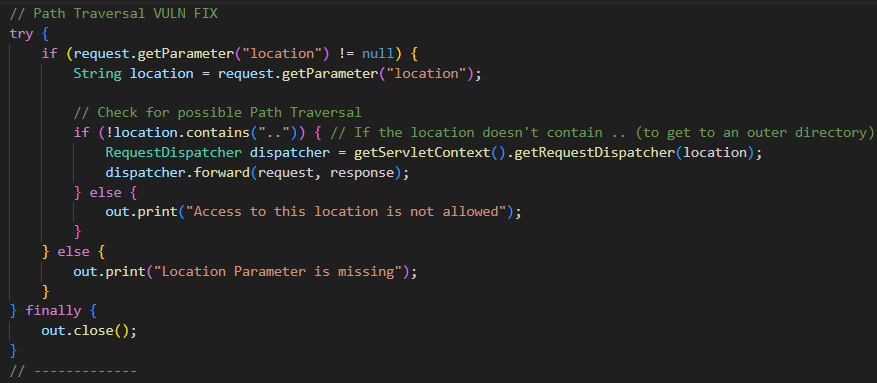 // Path Traversal VULN FIX
try {
    if (request.getParameter("location") != null) {
        String location = request.getParameter("location");

        // Check for possible Path Traversal
        if (!location.contains("..")) { // If the location doesn't contain .. (to get to an outer directory)
            RequestDispatcher dispatcher = getServletContext().getRequestDispatcher(location);
            dispatcher.forward(request, response);
        } else {
            out.print("Access to this location is not allowed");
        }
    } else {
        out.print("Location Parameter is missing");
    }
} finally {
    out.close();
}
// -------------